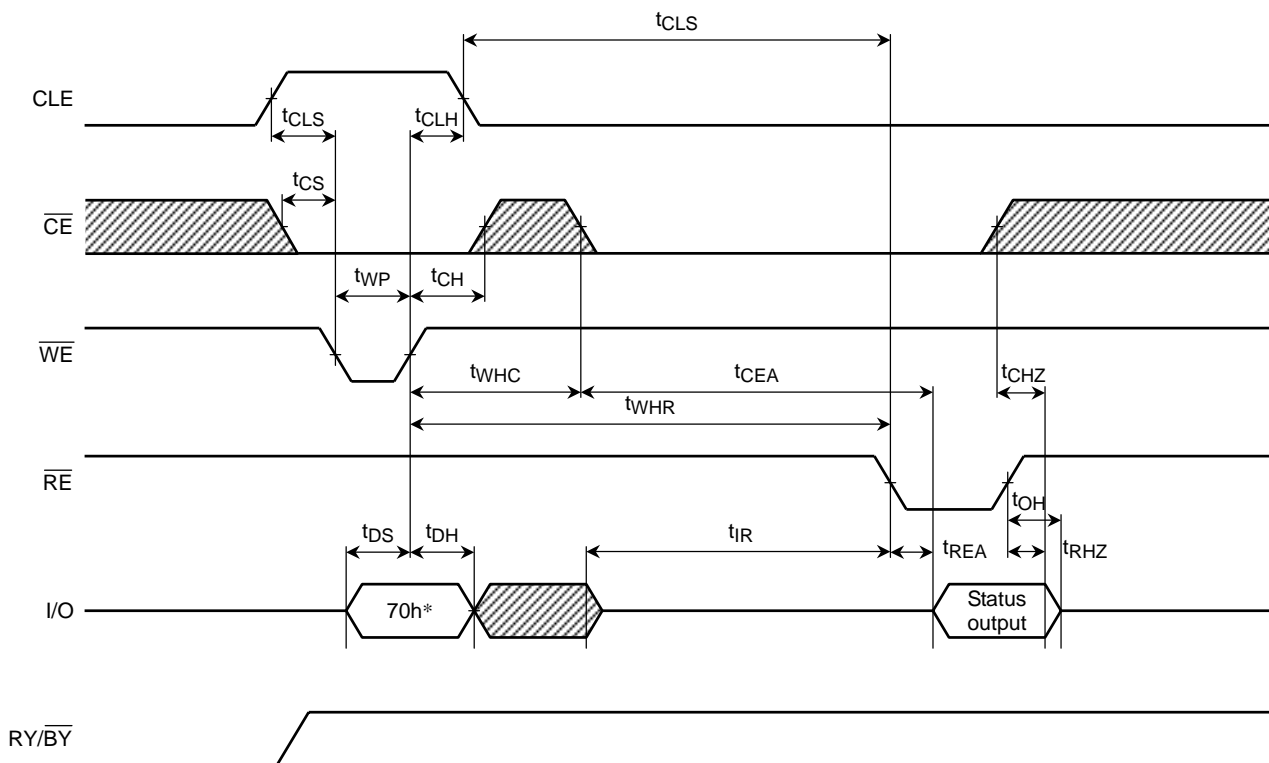 tCLS
CLE
tCLS
tCLH
tCS
CE
tWP
tCH
WE
tWHC
tCEA
tCHZ
tWHR
RE
tOH
tDS
tDH
tIR
tREA
tRHZ
I/O
70h*
Status
output
RY/BY